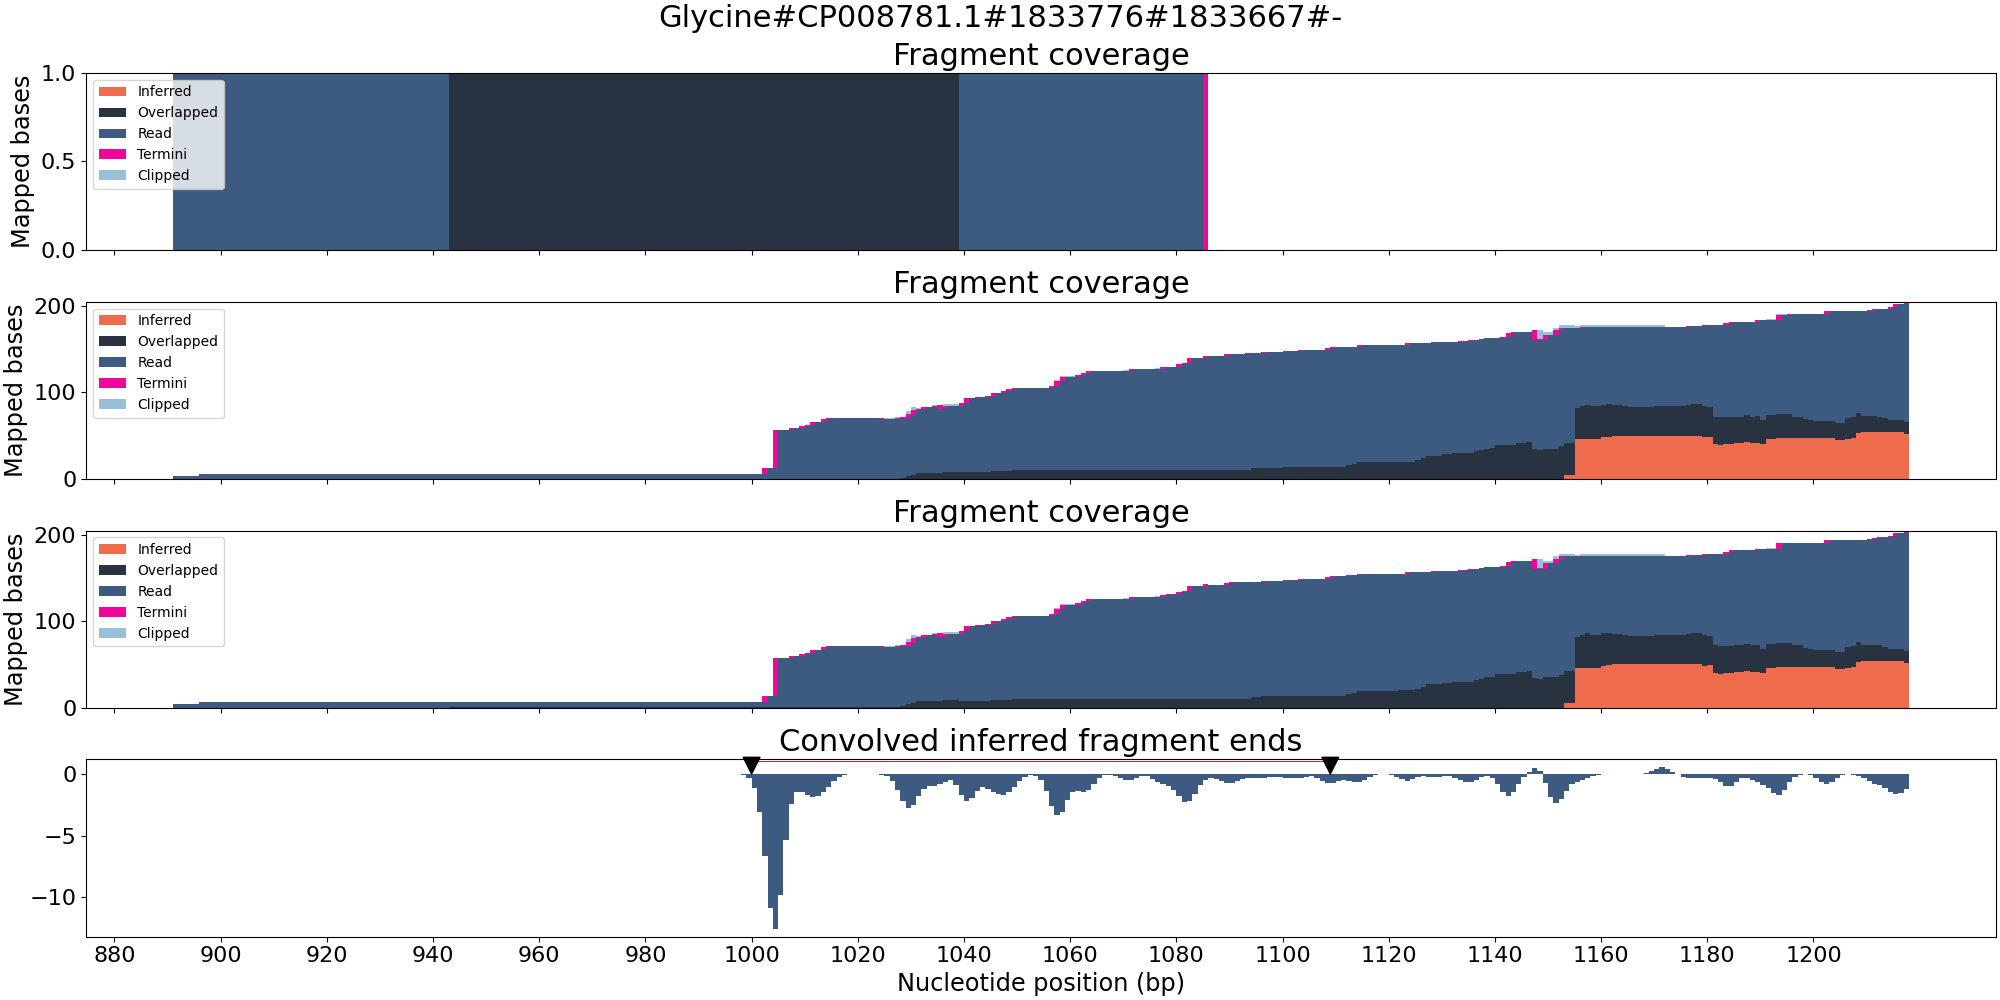 Glycine#CP008781.1#1833776#1833667#-
Fragment coverage
Mapped bases
1.0
0.5
0.0
Inferred
Overlapped
Read
Termini
Clipped
Fragment coverage
Mapped bases
200
100
0
Inferred
Overlapped
Read
Termini
Clipped
Fragment coverage
Mapped bases
200
100
0
Inferred
Overlapped
Read
Termini
Clipped
Convolved inferred fragment ends
0
−5
−10
880 900 920 940 960 980 1000 1020 1040 1060 1080 1100 1120 1140 1160 1180 1200
Nucleotide position (bp)